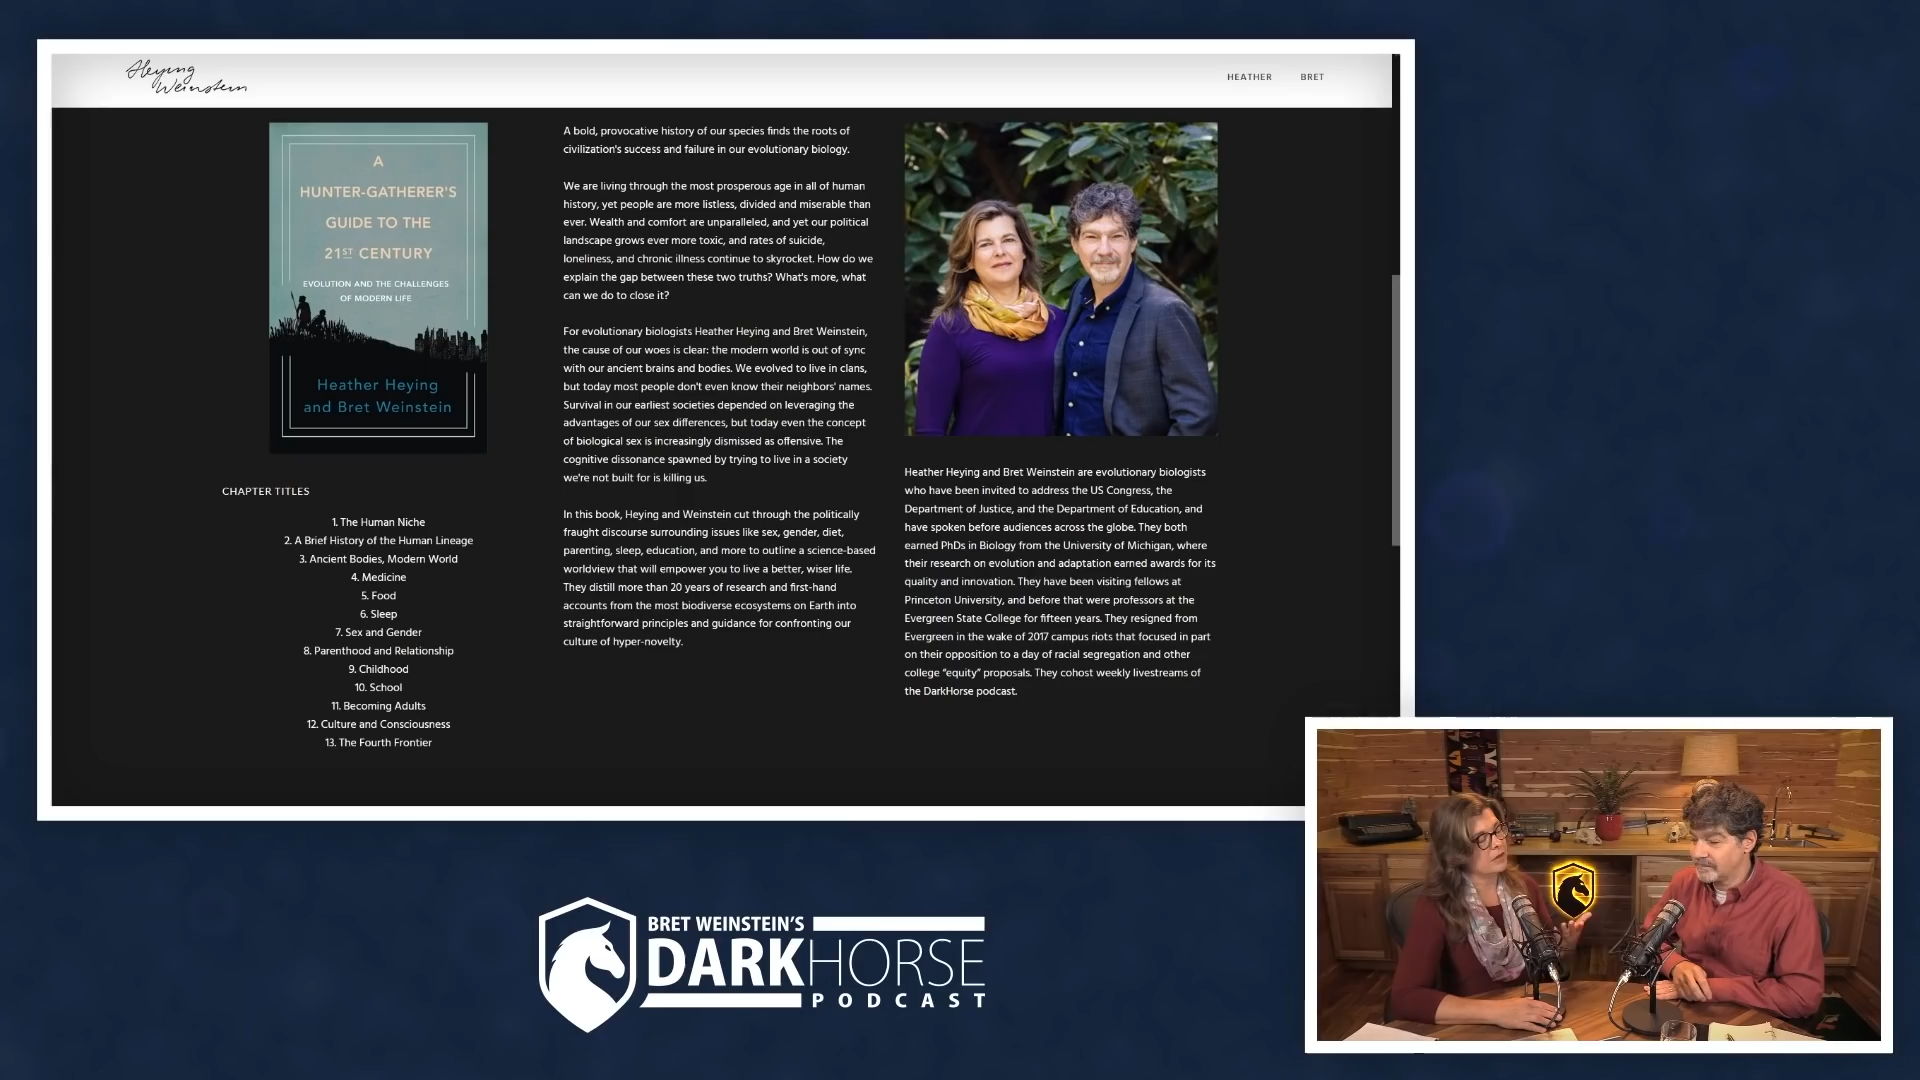 Heying
Weinstein
HEATHER
BRET
A
HUNTER-GATHERER'S
GUIDE TO THE
21ST CENTURY
EVOLUTION AND THE CHALLENGES
OF MODERN LIFE
Heather Heying
and Bret Weinstein
CHAPTER TITLES
1. The Human Niche
2. A Brief History of the Human Lineage
3. Ancient Bodies, Modern World
4. Medicine
5. Food
6. Sleep
7. Sex and Gender
8. Parenthood and Relationship
9. Childhood
10. School
11. Becoming Adults
12. Culture and Consciousness
13. The Fourth Frontier
A bold, provocative history of our species finds the roots of
civilization's success and failure in our evolutionary biology.
We are living through the most prosperous age in all of human
history, yet people are more listless, divided and miserable than
ever. Wealth and comfort are unparalleled, and yet our political
landscape grows ever more toxic, and rates of suicide,
loneliness, and chronic illness continue to skyrocket. How do we
explain the gap between these two truths? What's more, what
can we do to close it?
For evolutionary biologists Heather Heying and Bret Weinstein,
the cause of our woes is clear: the modern world is out of sync
with our ancient brains and bodies. We evolved to live in clans,
but today most people don't even know their neighbors' names.
Survival in our earliest societies depended on leveraging the
advantages of our sex differences, but today even the concept
of biological sex is increasingly dismissed as offensive. The
cognitive dissonance spawned by trying to live in a society
we're not built for is killing us.
In this book, Heying and Weinstein cut through the politically
fraught discourse surrounding issues like sex, gender, diet,
parenting, sleep, education, and more to outline a science-based
worldview that will empower you to live a better, wiser life.
They distill more than 20 years of research and first-hand
accounts from the most biodiverse ecosystems on Earth into
straightforward principles and guidance for confronting our
culture of hyper-novelty.
Heather Heying and Bret Weinstein are evolutionary biologists
who have been invited to address the US Congress, the
Department of Justice, and the Department of Education, and
have spoken before audiences across the globe. They both
earned PhDs in Biology from the University of Michigan, where
their research on evolution and adaptation earned awards for its
quality and innovation. They have been visiting fellows at
Princeton University, and before that were professors at the
Evergreen State College for fifteen years. They resigned from
Evergreen in the wake of 2017 campus riots that focused in part
on their opposition to a day of racial segregation and other
college “equity” proposals. They cohost weekly livestreams of
the DarkHorse podcast.
BRET WEINSTEIN'S
DARKHORSE
PODCAST